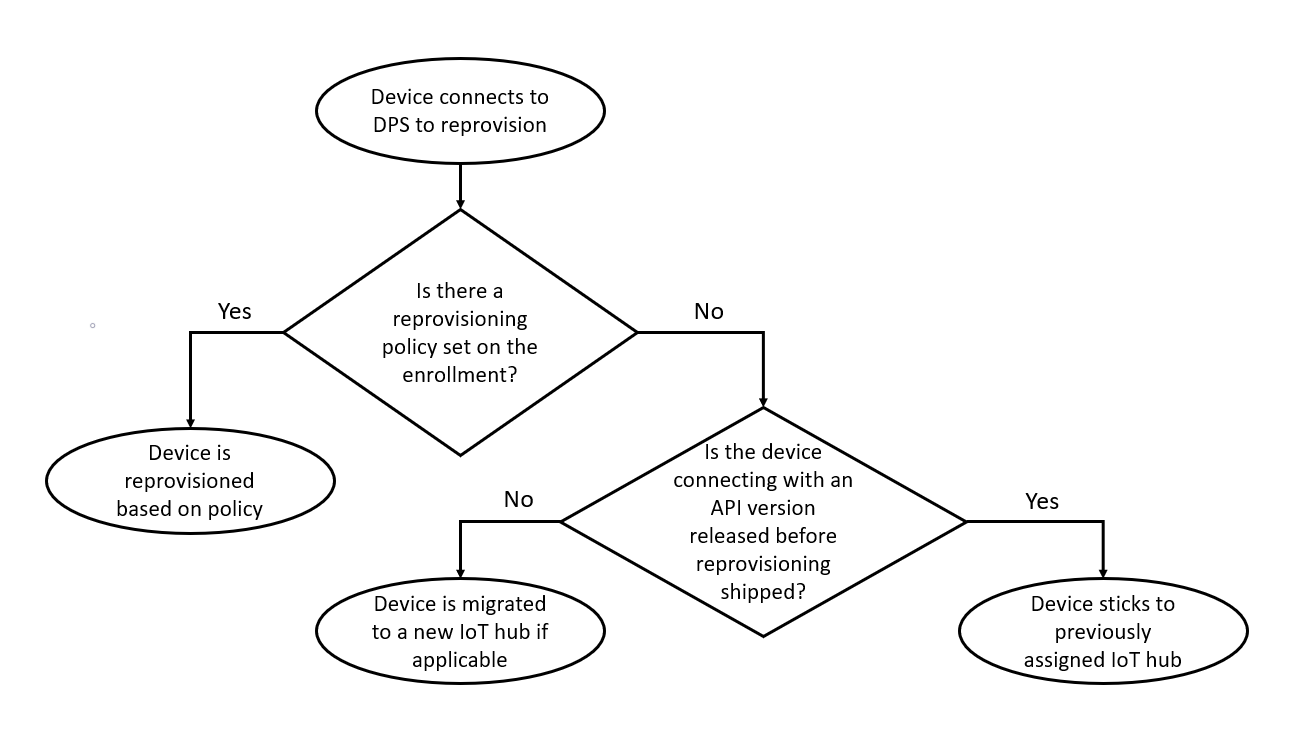 Device connects to
DPS to reprovision
Is there a
reprovisioning
policy set on the
enrollment?
Yes
No
Device is
reprovisioned
based on policy
Is the device
connecting with an
API version
released before
reprovisioning
shipped?
No
Yes
Device is migrated
to a new IoT hub if
applicable
Device sticks to
previously
assigned IoT hub